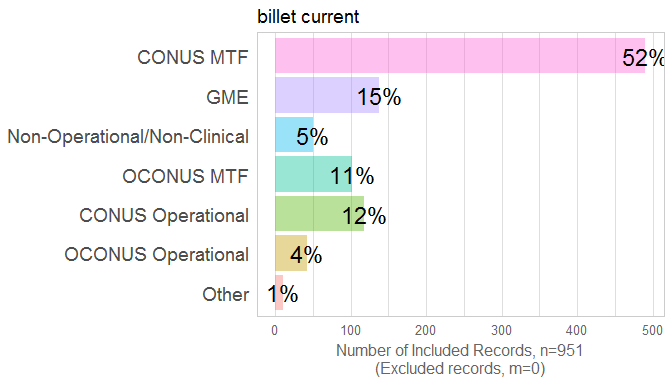 billet current
CONUS MTF 52%
GME 15%
Non-Operational/Non-Clinical 5%
OCONUS MTF 11%
CONUS Operational 12%
OCONUS Operational 4%
Other 1%
0 100 200 300 400 500
Number of Included Records, n=951
(Excluded records, m=0)